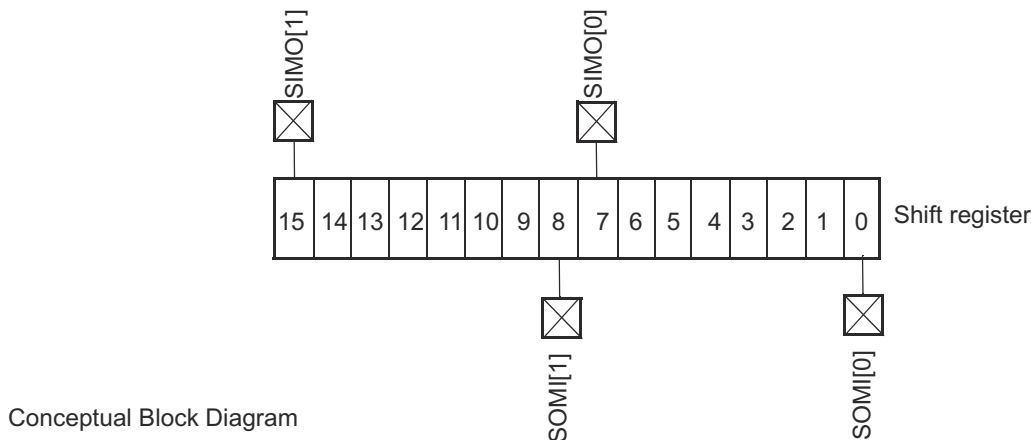 SIMO[1]
SIMO[0]
15 14 13 12 11 10 9 8 7 6 5 4 3 2 1 0
Shift register
SOMI[1]
SOMI[0]
Conceptual Block Diagram